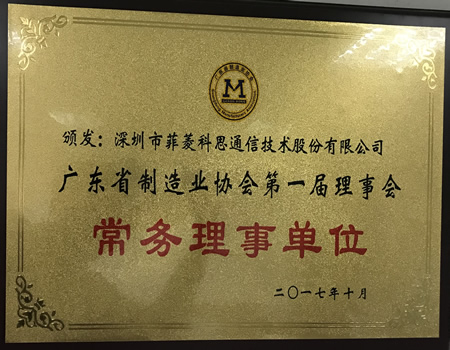 M
颁发：深圳市菲菱科思通信技术股份有限公司
广东省制造业协会第一届理事会
常务理事单位
二〇一七年十月